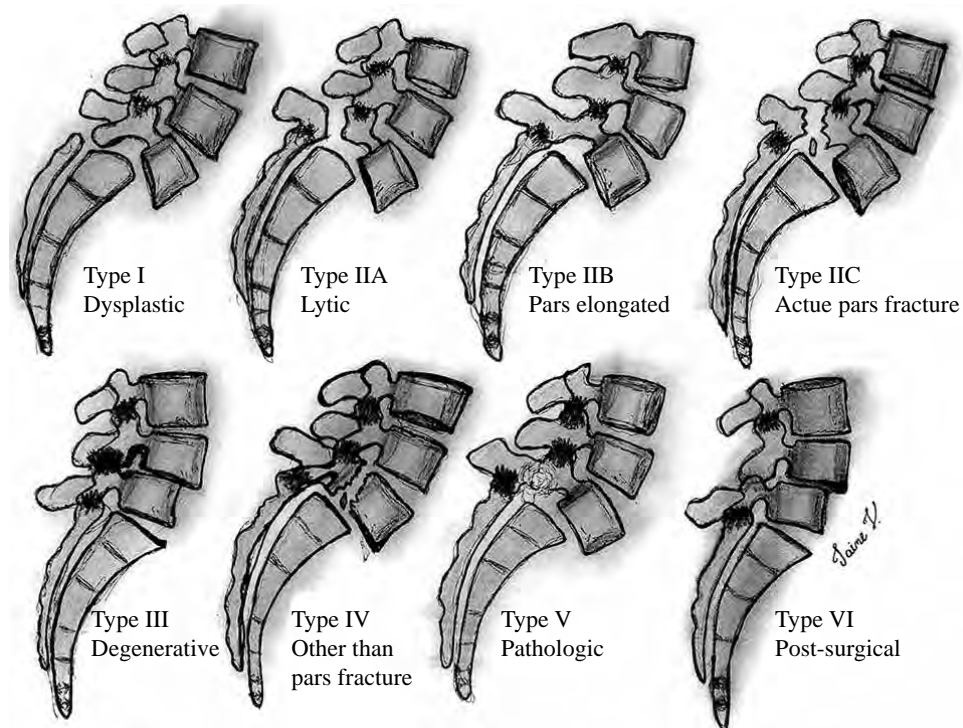 Type I
Dysplastic
Type IIA
Lytic
Type IIB
Pars elongated
Type IIC
Actue pars fracture
Type III
Degenerative
Type IV
Other than
pars fracture
Type V
Pathologic
Type VI
Post-surgical
Jaime V.